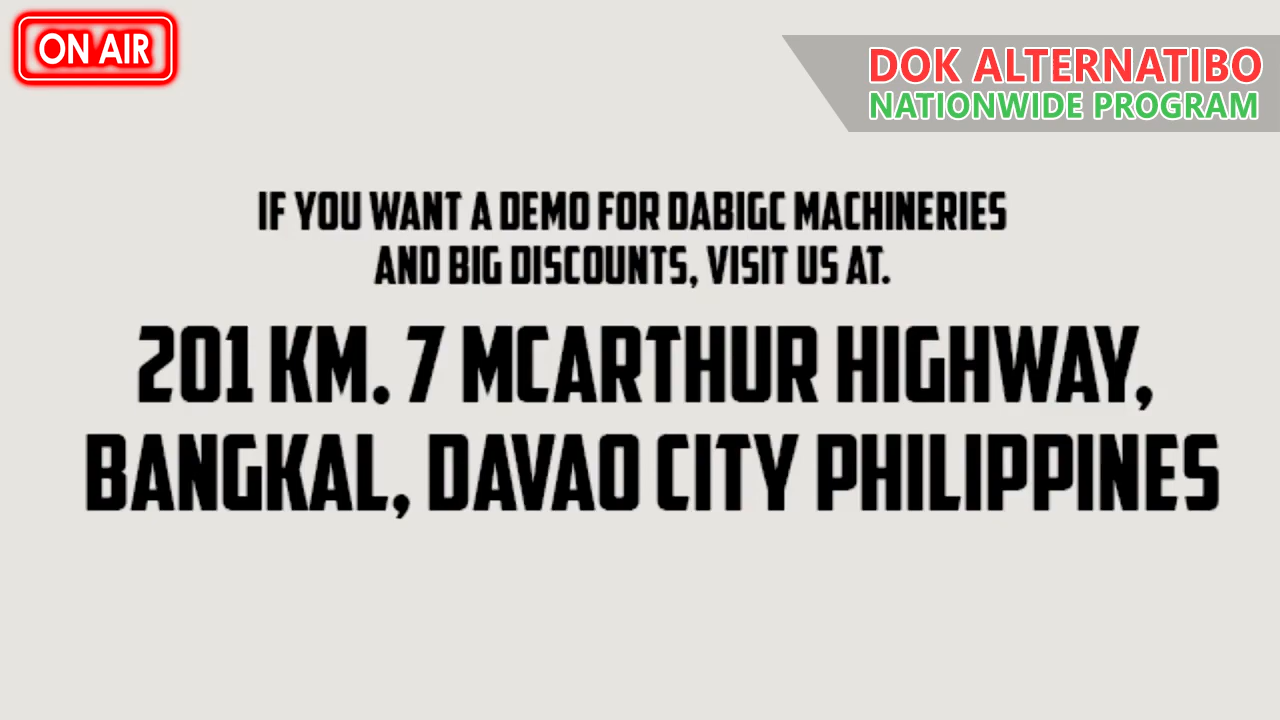 ON AIR
DOK ALTERNATIBO
NATIONWIDE PROGRAM
IF YOU WANT A DEMO FOR DABIGC MACHINERIES
AND BIG DISCOUNTS, VISIT US AT.
201 KM. 7 MCARTHUR HIGHWAY,
BANGKAL, DAVAO CITY PHILIPPINES